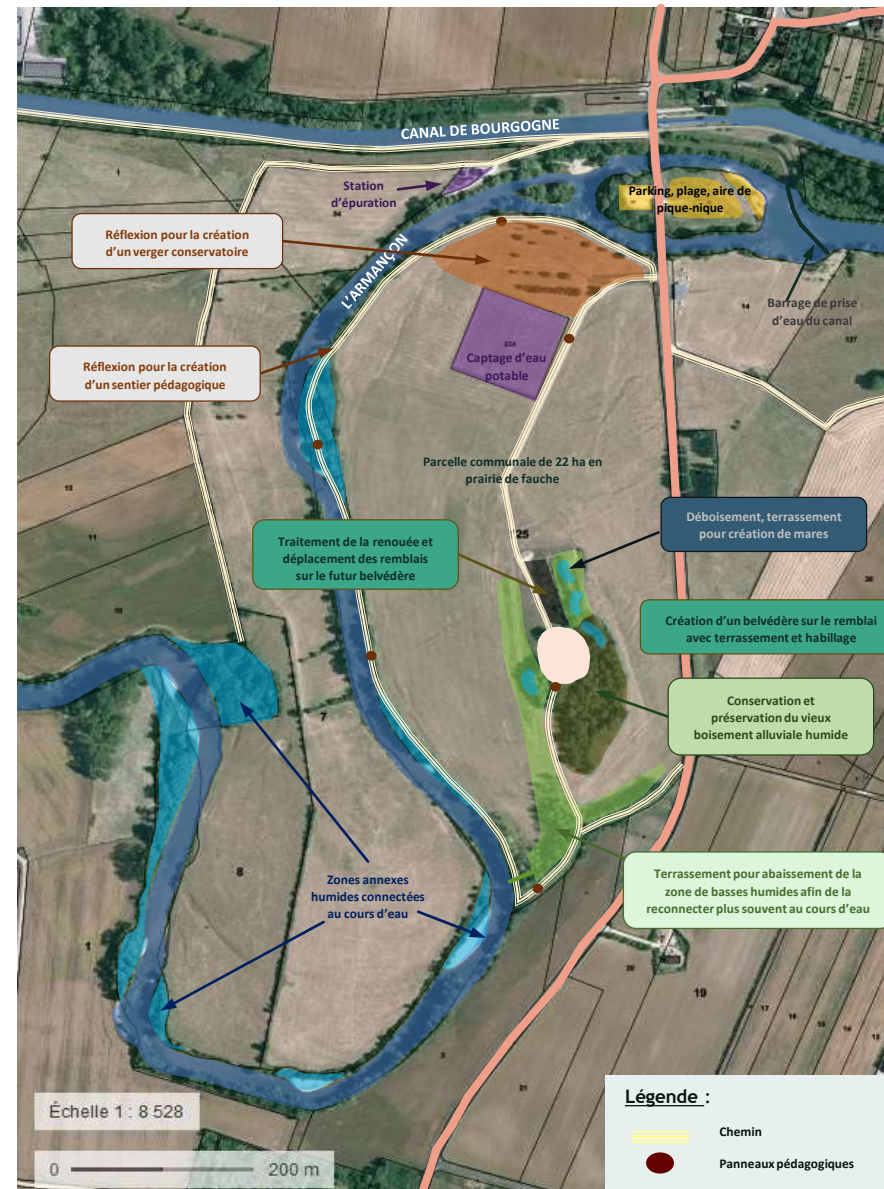 CANAL DE BOURGOGNE
Station
d'épuration
Parking, plage, aire de
pique-nique
Réflexion pour la création
d'un verger conservatoire
L'ARMANÇON
Barrage de prise
d'eau du canal
14
137
Captage d'eau
potable
Réflexion pour la création
d'un sentier pédagogique
Parcelle communale de 22 ha en
prairie de fauche
13
11
10
Déboisement, terrassement
pour création de mares
Traitement de la renouée et
déplacement des remblais
sur le futur belvédère
Création d'un belvédère sur le remblai
avec terrassement et habillage
Conservation et
préservation du vieux
boisement alluviale humide
7
8
1
Zones annexes
humides connectées
au cours d'eau
Terrassement pour abaissement de la
zone de basses humides afin de la
reconnecter plus souvent au cours d'eau
20
19
17
16
15
14
13
21
Échelle 1 : 8 528
0
200 m
Légende :
Chemin
Panneaux pédagogiques